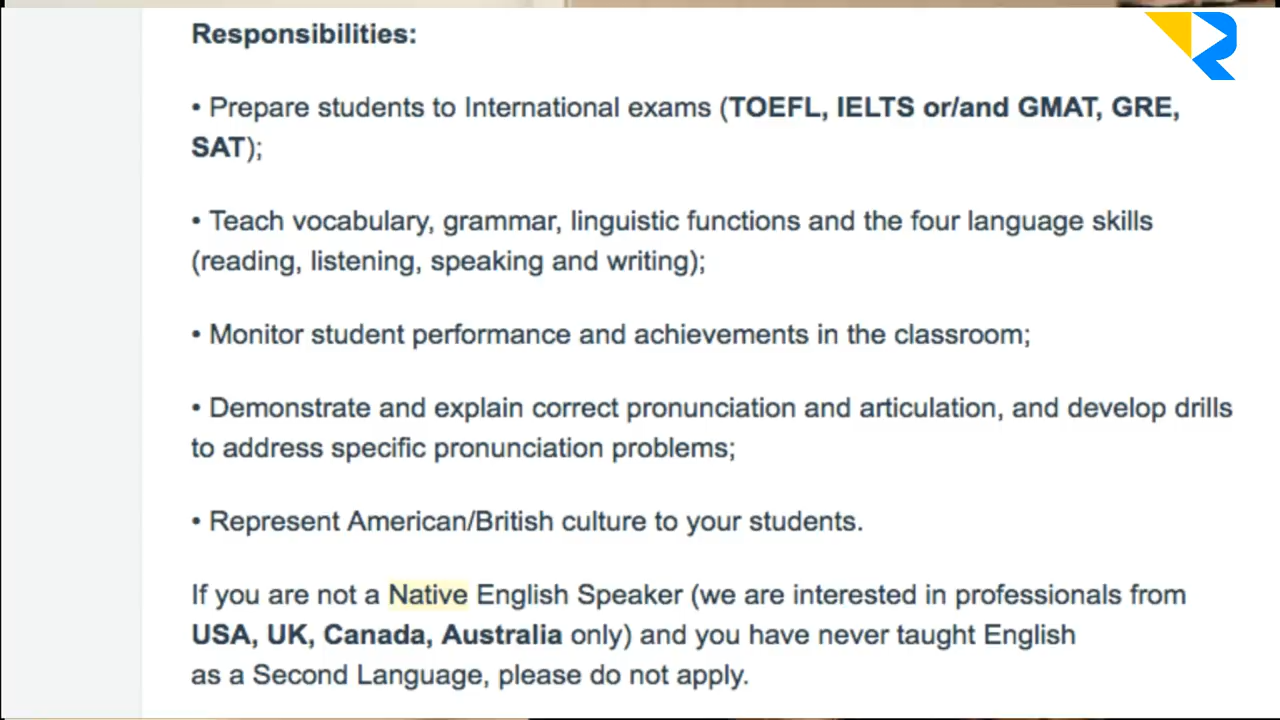 Responsibilities:
• Prepare students to International exams (TOEFL, IELTS or/and GMAT, GRE,
SAT);
• Teach vocabulary, grammar, linguistic functions and the four language skills
(reading, listening, speaking and writing);
• Monitor student performance and achievements in the classroom;
• Demonstrate and explain correct pronunciation and articulation, and develop drills
to address specific pronunciation problems;
• Represent American/British culture to your students.
If you are not a Native English Speaker (we are interested in professionals from
USA, UK, Canada, Australia only) and you have never taught English
as a Second Language, please do not apply.